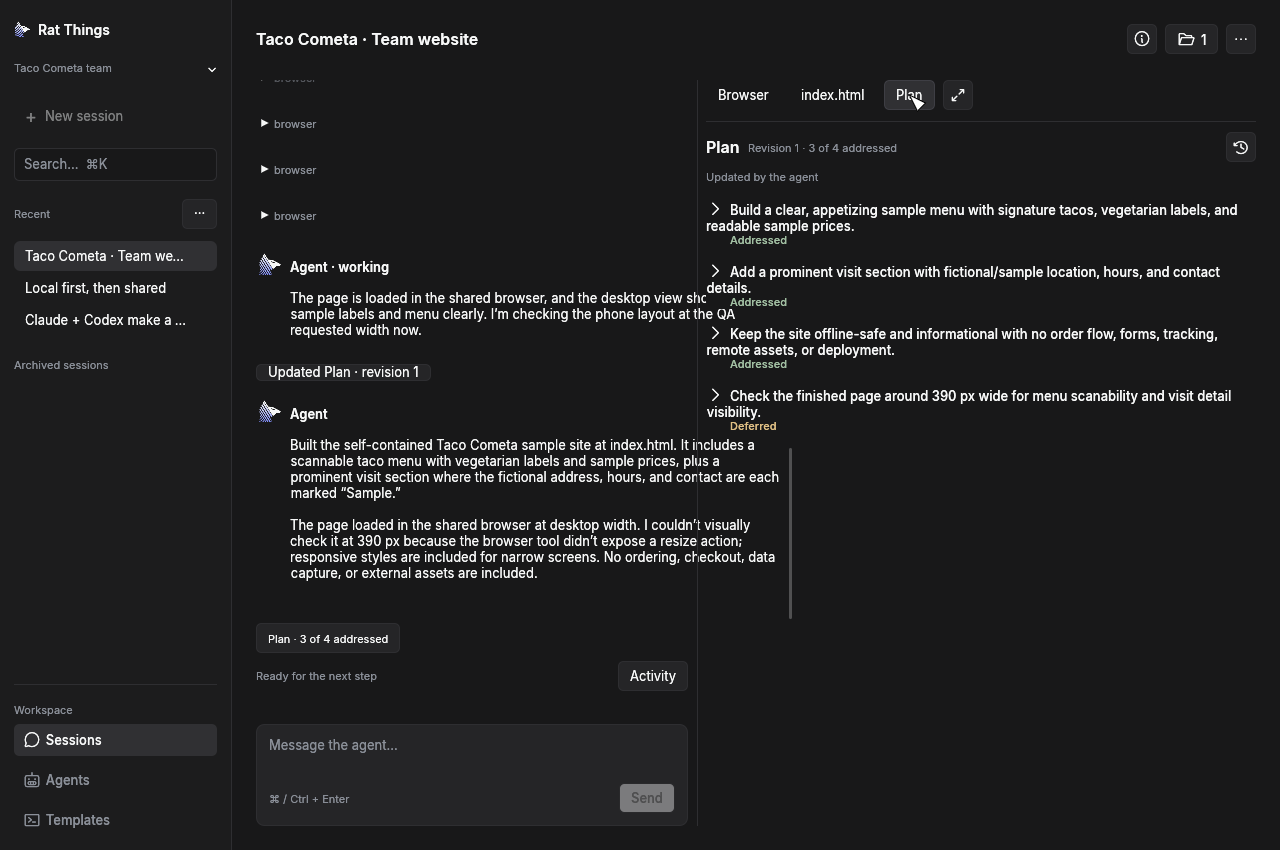 Rat Things
Taco Cometa team
+ New session
Search... ⌘K
Recent
...
Taco Cometa · Team we...
Local first, then shared
Claude + Codex make a ...
Archived sessions
Workspace
Sessions
Agents
Templates
Taco Cometa · Team website
1
...
browser
browser
browser
browser
Agent · working
The page is loaded in the shared browser, and the desktop view
sample labels and menu clearly. I'm checking the phone layout at the QA
requested width now.
Updated Plan · revision 1
Agent
Built the self-contained Taco Cometa sample site at index.html. It includes a
scannable taco menu with vegetarian labels and sample prices, plus a
prominent visit section where the fictional address, hours, and contact are each
marked “Sample.”
The page loaded in the shared browser at desktop width. I couldn’t visually
check it at 390 px because the browser tool didn’t expose a resize action;
responsive styles are included for narrow screens. No ordering, checkout, data
capture, or external assets are included.
Plan · 3 of 4 addressed
Ready for the next step
Activity
Message the agent...
⌘ / Ctrl + Enter
Send
Browser
index.html
Plan
Plan Revision 1 · 3 of 4 addressed
Updated by the agent
Build a clear, appetizing sample menu with signature tacos, vegetarian labels, and
readable sample prices.
Addressed
Add a prominent visit section with fictional/sample location, hours, and contact
details.
Addressed
Keep the site offline-safe and informational with no order flow, forms, tracking,
remote assets, or deployment.
Addressed
Check the finished page around 390 px wide for menu scanability and visit detail
visibility.
Deferred